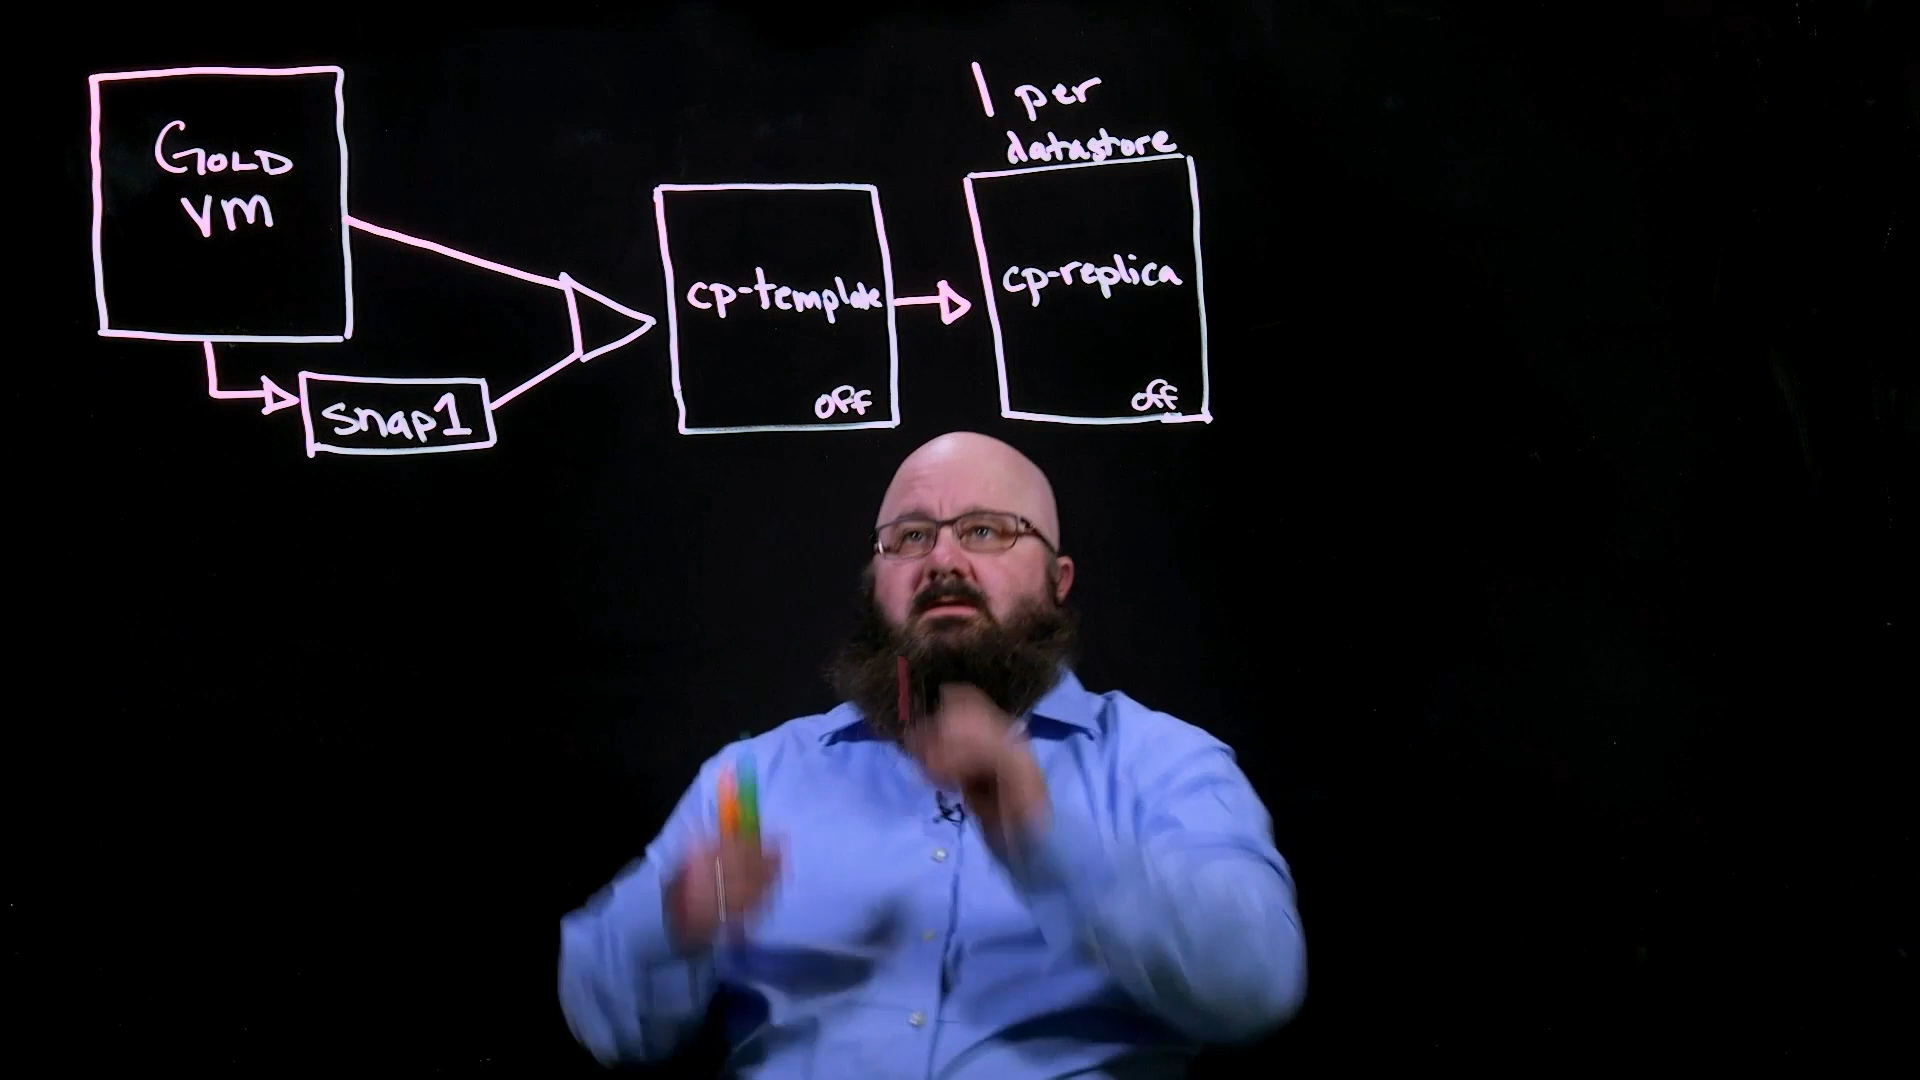 GOLD
VM
snap1
cp-template
off
1 per
datastore
cp-replica
off